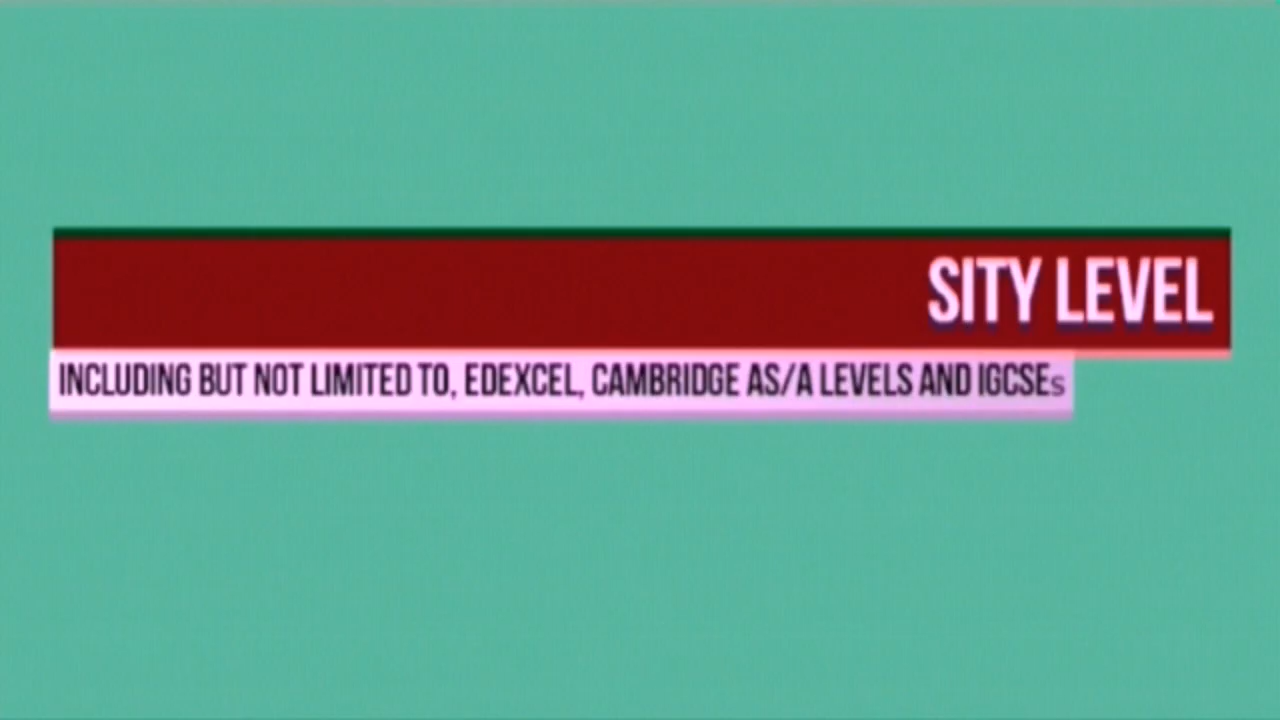 SITY LEVEL
INCLUDING BUT NOT LIMITED TO, EDEXCEL, CAMBRIDGE AS/A LEVELS AND IGCSEs